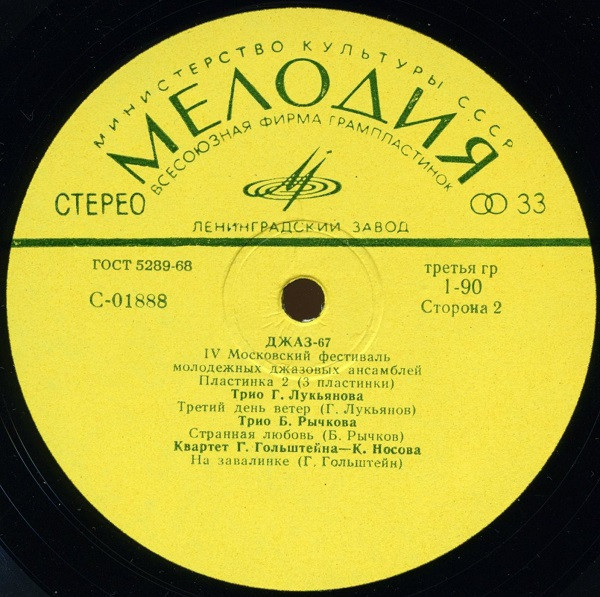 МИНИСТЕРСТВО КУЛЬТУРЫ СССР
МЕЛОДИЯ
ВСЕСОЮЗНАЯ ФИРМА ГРАМПЛАСТИНОК
СТЕРЕО
33
ЛЕНИНГРАДСКИЙ ЗАВОД
ГОСТ 5289-68
третья гр
С-01888
1-90
Сторона 2
ДЖАЗ-67
IV Московский фестиваль
молодежных джазовых ансамблей
Пластинка 2 (3 пластинки)
Трио Г. Лукьянова
Третий день ветер (Г. Лукьянов)
Трио Б. Рычкова
Странная любовь (Б. Рычков)
Квартет Г. Гольштейна—К. Носова
На завалинке (Г. Гольштейн)